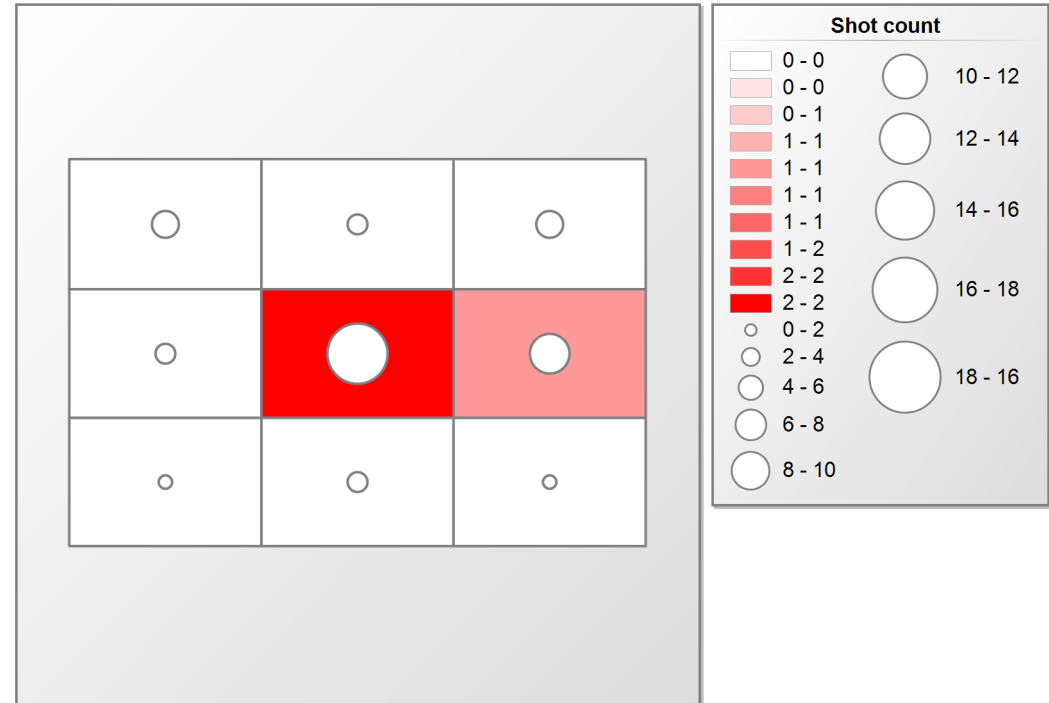 Shot count
0 - 0
0 - 0
0 - 1
1 - 1
1 - 1
1 - 1
1 - 1
1 - 2
2 - 2
2 - 2
0 - 2
2 - 4
4 - 6
6 - 8
8 - 10
10 - 12
12 - 14
14 - 16
16 - 18
18 - 16